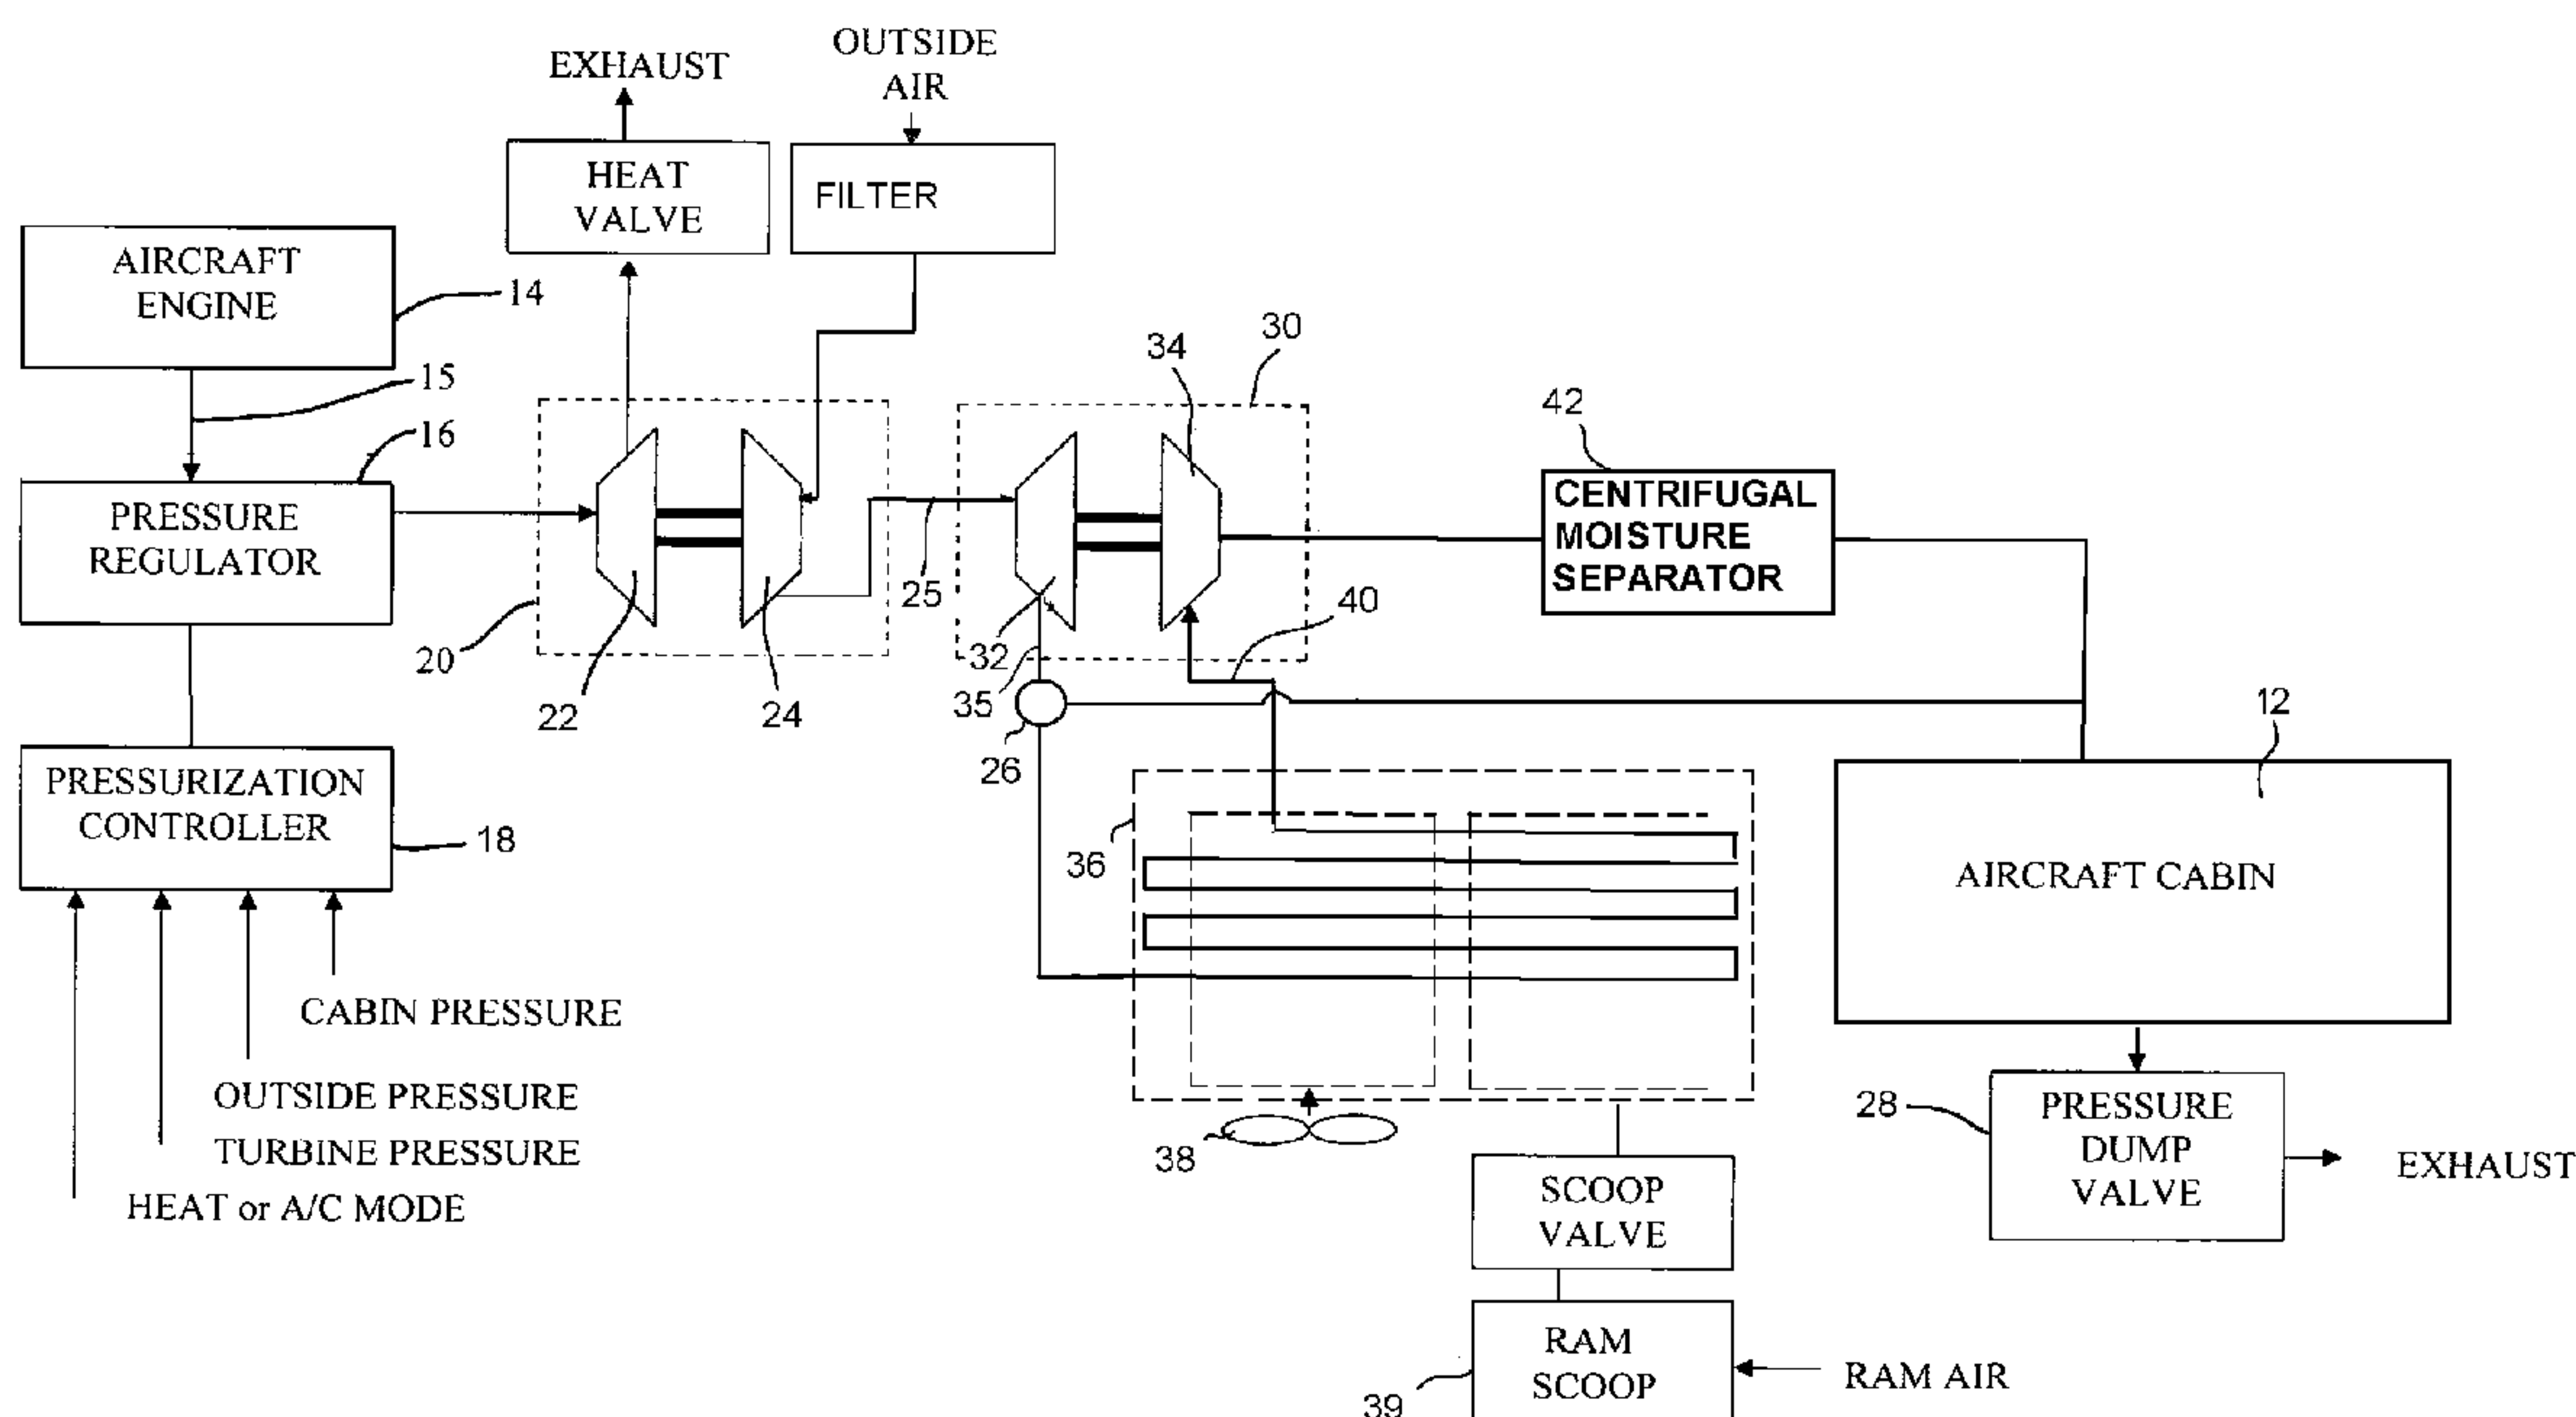 EXHAUST
OUTSIDE
AIR
HEAT
VALVE
FILTER
AIRCRAFT
ENGINE
14
15
16
PRESSURE
REGULATOR
20
22
24
25
30
34
32
35
26
40
42
CENTRIFUGAL
MOISTURE
SEPARATOR
PRESSURIZATION
CONTROLLER
18
CABIN PRESSURE
OUTSIDE PRESSURE
TURBINE PRESSURE
HEAT or A/C MODE
36
38
12
AIRCRAFT CABIN
28
PRESSURE
DUMP
VALVE
EXHAUST
SCOOP
VALVE
RAM
SCOOP
39
RAM AIR